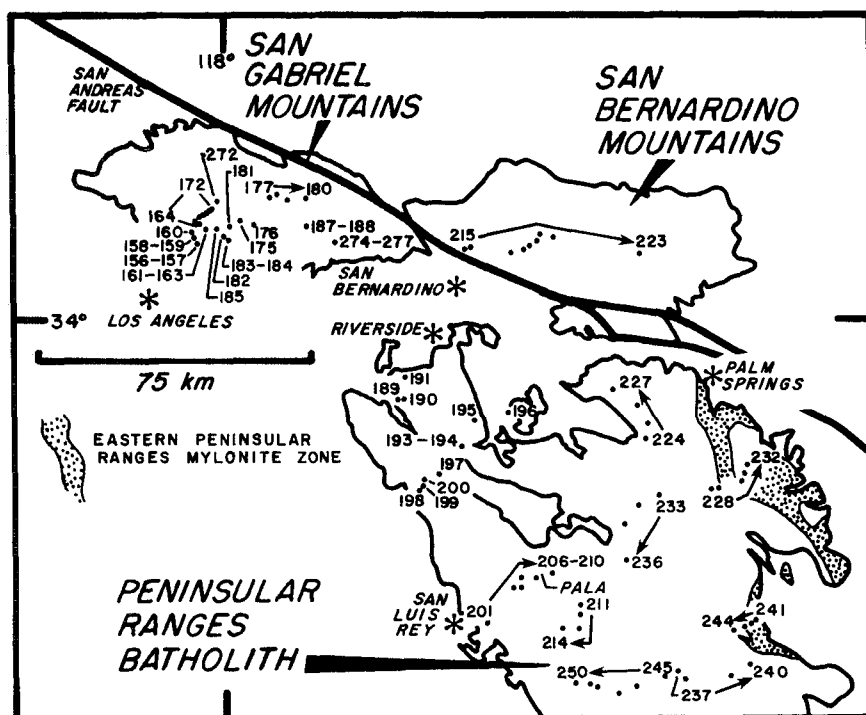 118°
SAN
GABRIEL
MOUNTAINS
SAN
ANDREAS
FAULT
SAN
BERNARDINO
MOUNTAINS
272
181
172
177
180
164
160
176
175
187-188
274-277
158-159
156-157
161-163
183-184
182
185
215
223
SAN
BERNARDINO
LOS ANGELES
34°
RIVERSIDE
75 km
PALM
SPRINGS
191
189
190
227
195
196
193-194
224
EASTERN PENINSULAR
RANGES MYLONITE ZONE
197
200
198
199
232
228
233
236
206-210
PALA
PENINSULAR
RANGES
BATHOLITH
SAN
LUIS
REY
201
211
214
241
244
250
245
237
240